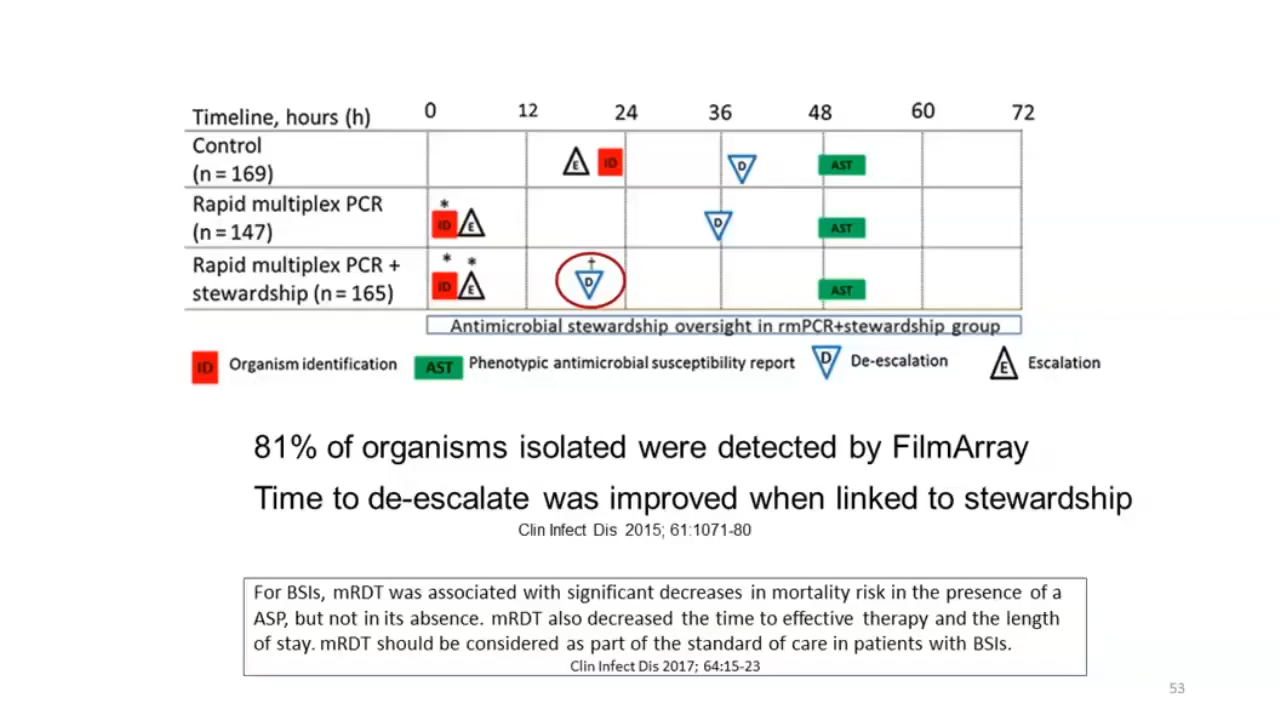 Timeline, hours (h) 0 12 24 36 48 60 72
Control
(n = 169)
E ID D AST
Rapid multiplex PCR
(n = 147)
*
ID E D AST
Rapid multiplex PCR +
stewardship (n = 165)
* * †
ID E D AST
Antimicrobial stewardship oversight in rmPCR+stewardship group
ID Organism identification AST Phenotypic antimicrobial susceptibility report D De-escalation E Escalation
81% of organisms isolated were detected by FilmArray
Time to de-escalate was improved when linked to stewardship
Clin Infect Dis 2015; 61:1071-80
For BSIs, mRDT was associated with significant decreases in mortality risk in the presence of a
ASP, but not in its absence. mRDT also decreased the time to effective therapy and the length
of stay. mRDT should be considered as part of the standard of care in patients with BSIs.
Clin Infect Dis 2017; 64:15-23
53